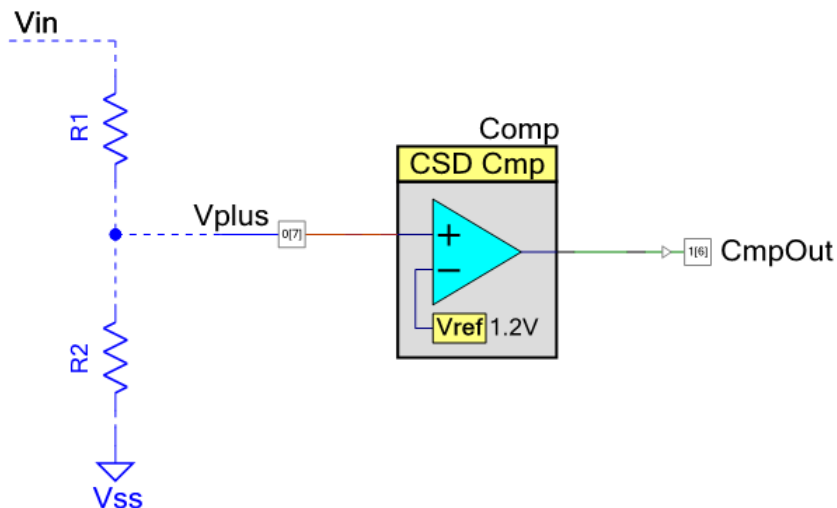 Vin
R1
Comp
CSD Cmp
Vplus
0[7]
+
−
1[6]
CmpOut
Vref 1.2V
R2
Vss